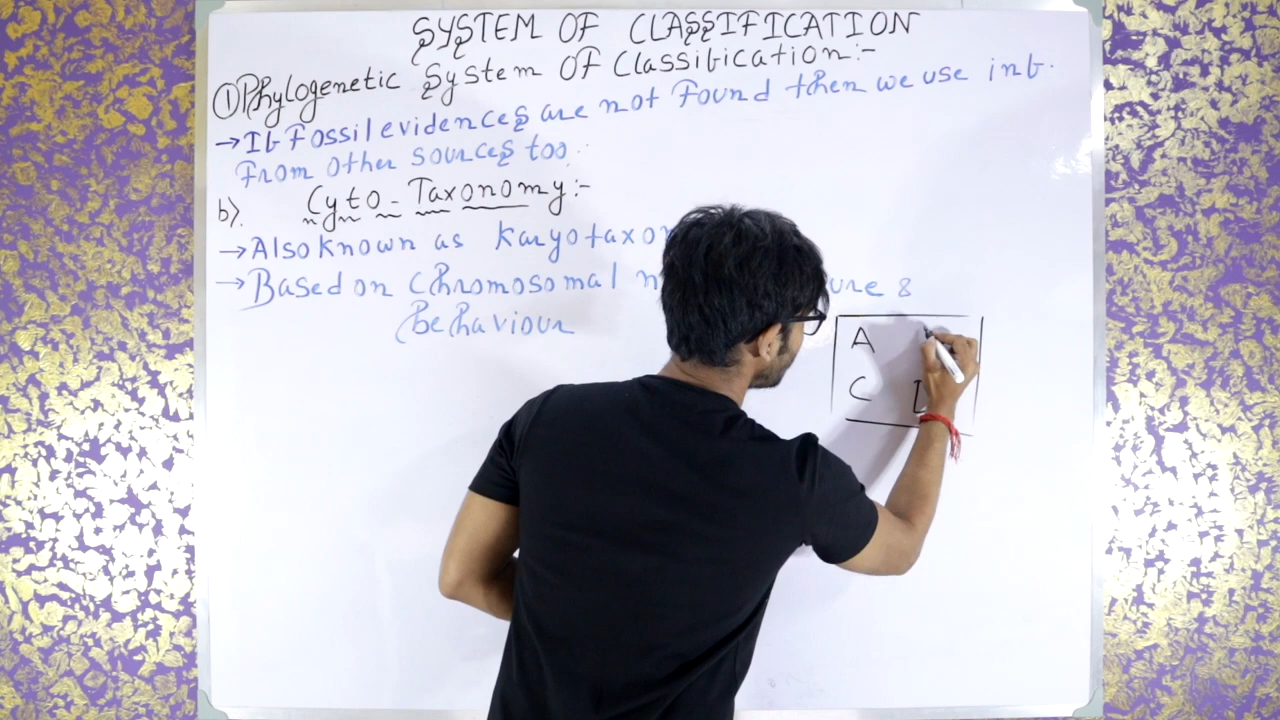 SYSTEM OF CLASSIFICATION
① Phylogenetic System Of Classification:-
→ If Fossil evidences are not Found then we use inf.
From Other sources too.
b). Cyto-Taxonomy:-
→ Also known as
→ Based on Chromosomal 8
behaviour
A
C